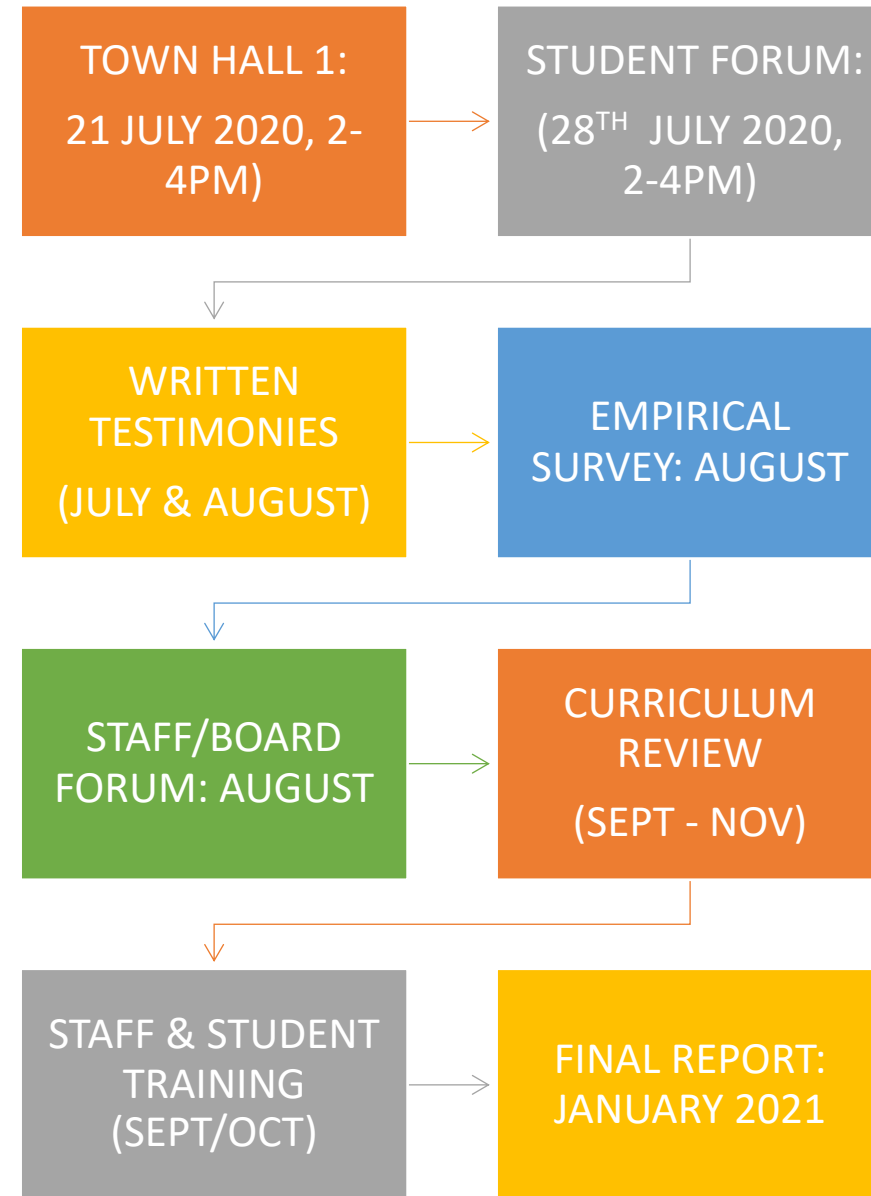 TOWN HALL 1:
21 JULY 2020, 2-
4PM)
STUDENT FORUM:
(28TH JULY 2020,
2-4PM)
WRITTEN
TESTIMONIES
(JULY & AUGUST)
EMPIRICAL
SURVEY: AUGUST
STAFF/BOARD
FORUM: AUGUST
CURRICULUM
REVIEW
(SEPT - NOV)
STAFF & STUDENT
TRAINING
(SEPT/OCT)
FINAL REPORT:
JANUARY 2021